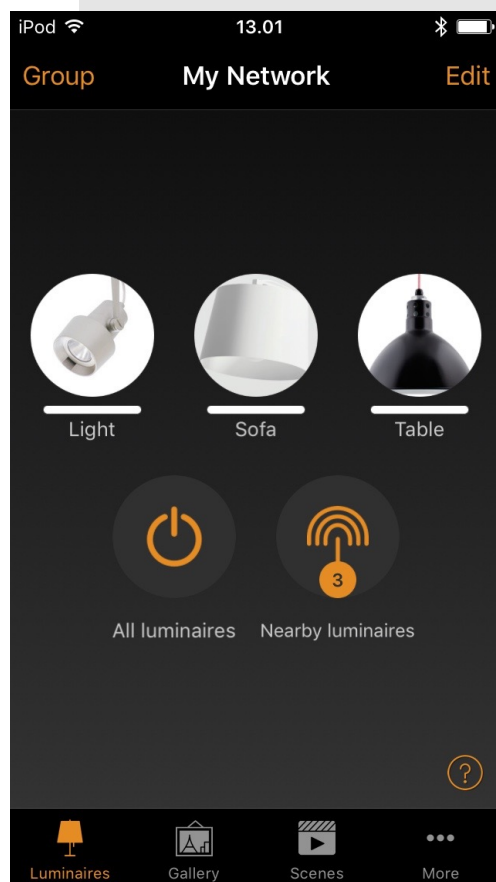 iPod 13.01
Group My Network Edit
Light Sofa Table
3
All luminaires Nearby luminaires
?
Luminaires Gallery Scenes More